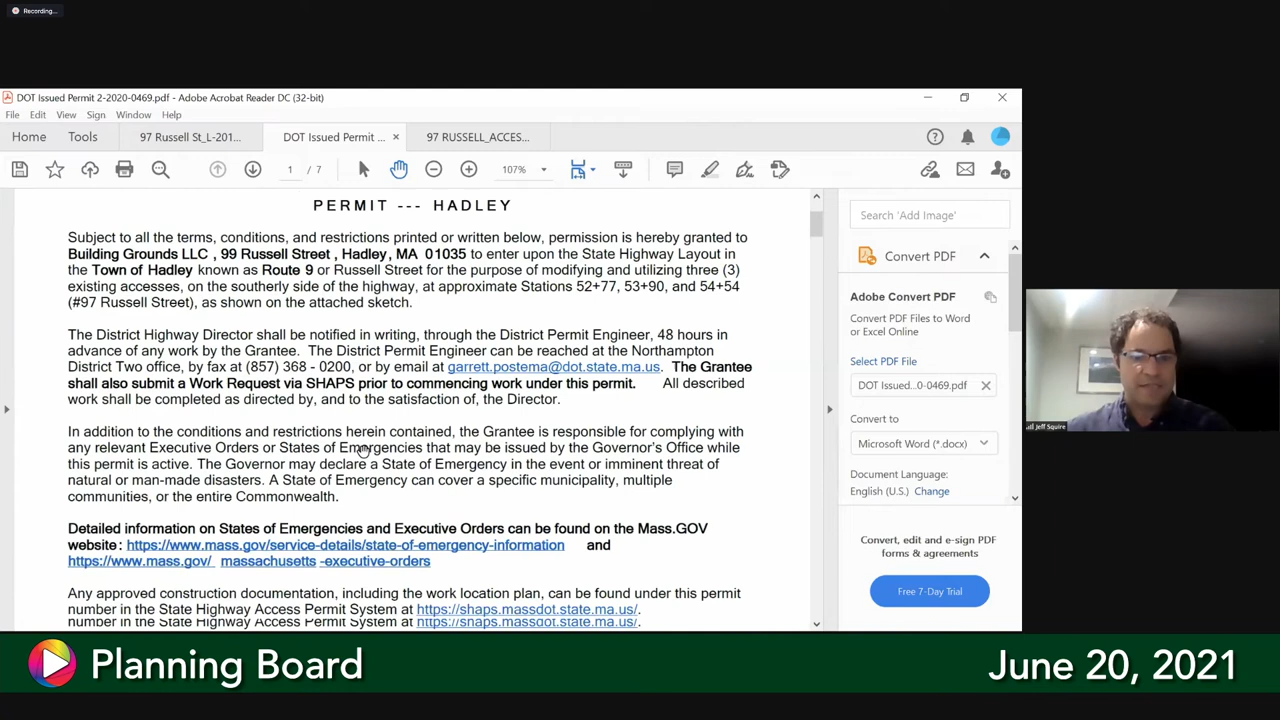 Recording...
DOT Issued Permit 2-2020-0469.pdf - Adobe Acrobat Reader DC (32-bit)
File Edit View Sign Window Help
Home Tools 97 Russell St_L-201... DOT Issued Permit ... × 97 RUSSELL_ACCES...
1 / 7 107%
PERMIT --- HADLEY
Subject to all the terms, conditions, and restrictions printed or written below, permission is hereby granted to
Building Grounds LLC , 99 Russell Street , Hadley, MA 01035 to enter upon the State Highway Layout in
the Town of Hadley known as Route 9 or Russell Street for the purpose of modifying and utilizing three (3)
existing accesses, on the southerly side of the highway, at approximate Stations 52+77, 53+90, and 54+54
(#97 Russell Street), as shown on the attached sketch.
The District Highway Director shall be notified in writing, through the District Permit Engineer, 48 hours in
advance of any work by the Grantee. The District Permit Engineer can be reached at the Northampton
District Two office, by fax at (857) 368 - 0200, or by email at garrett.postema@dot.state.ma.us. The Grantee
shall also submit a Work Request via SHAPS prior to commencing work under this permit. All described
work shall be completed as directed by, and to the satisfaction of, the Director.
In addition to the conditions and restrictions herein contained, the Grantee is responsible for complying with
any relevant Executive Orders or States of Emergencies that may be issued by the Governor's Office while
this permit is active. The Governor may declare a State of Emergency in the event or imminent threat of
natural or man-made disasters. A State of Emergency can cover a specific municipality, multiple
communities, or the entire Commonwealth.
Detailed information on States of Emergencies and Executive Orders can be found on the Mass.GOV
website : https://www.mass.gov/service-details/state-of-emergency-information and
https://www.mass.gov/ massachusetts -executive-orders
Any approved construction documentation, including the work location plan, can be found under this permit
number in the State Highway Access Permit System at https://shaps.massdot.state.ma.us/.
number in the State Highway Access Permit System at https://shaps.massdot.state.ma.us/.
Search 'Add Image'
Convert PDF
Adobe Convert PDF
Convert PDF Files to Word
or Excel Online
Select PDF File
DOT Issued...0-0469.pdf
Convert to
Microsoft Word (*.docx)
Document Language:
English (U.S.) Change
Convert, edit and e-sign PDF
forms & agreements
Free 7-Day Trial
Jeff Squire
Planning Board
June 20, 2021